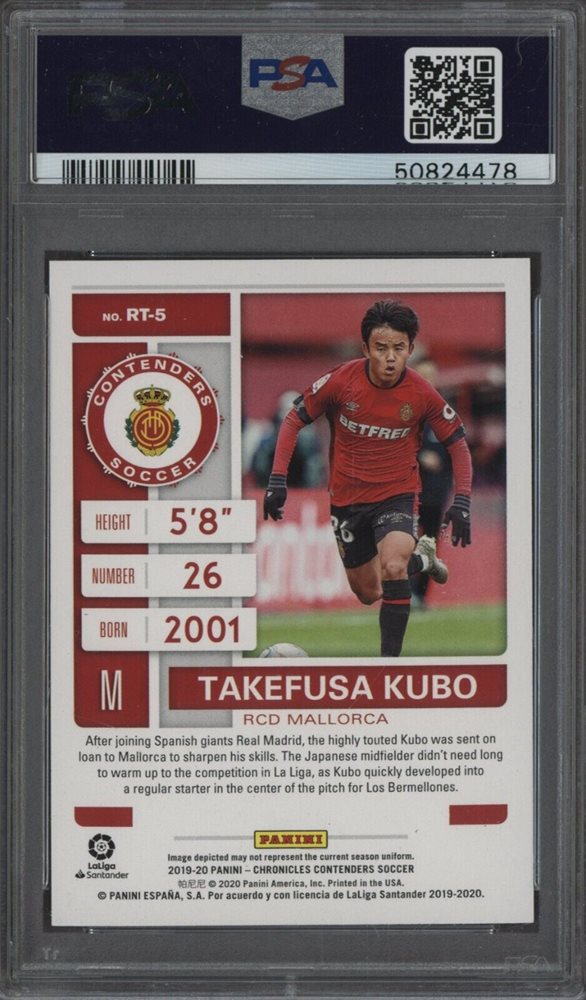 PSA
PSA
50824478
NO. RT-5
CONTENDERS
SOCCER
HEIGHT 5'8"
NUMBER 26
BORN 2001
BETFRED
26
M
TAKEFUSA KUBO
RCD MALLORCA
After joining Spanish giants Real Madrid, the highly touted Kubo was sent on
loan to Mallorca to sharpen his skills. The Japanese midfielder didn't need long
to warm up to the competition in La Liga, as Kubo quickly developed into
a regular starter in the center of the pitch for Los Bermellones.
PANINI
LaLiga
Santander
Image depicted may not represent the current season uniform.
2019-20 PANINI – CHRONICLES CONTENDERS SOCCER
帕尼尼 © 2020 Panini America, Inc. Printed in the USA.
© PANINI ESPAÑA, S.A. Por acuerdo y con licencia de LaLiga Santander 2019-2020.
PSA